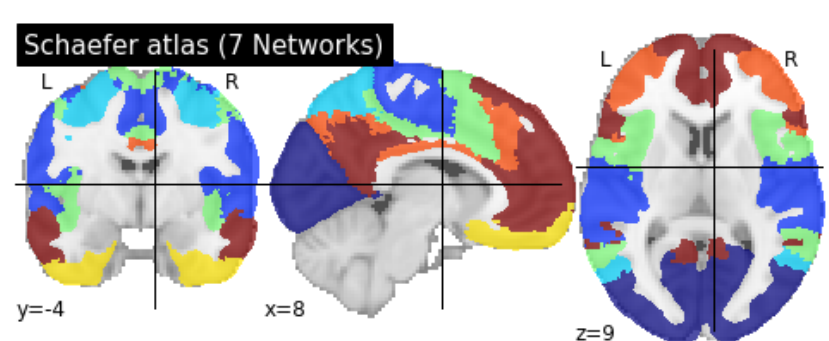 Schaefer atlas (7 Networks)
L R
L R
y=-4
x=8
z=9